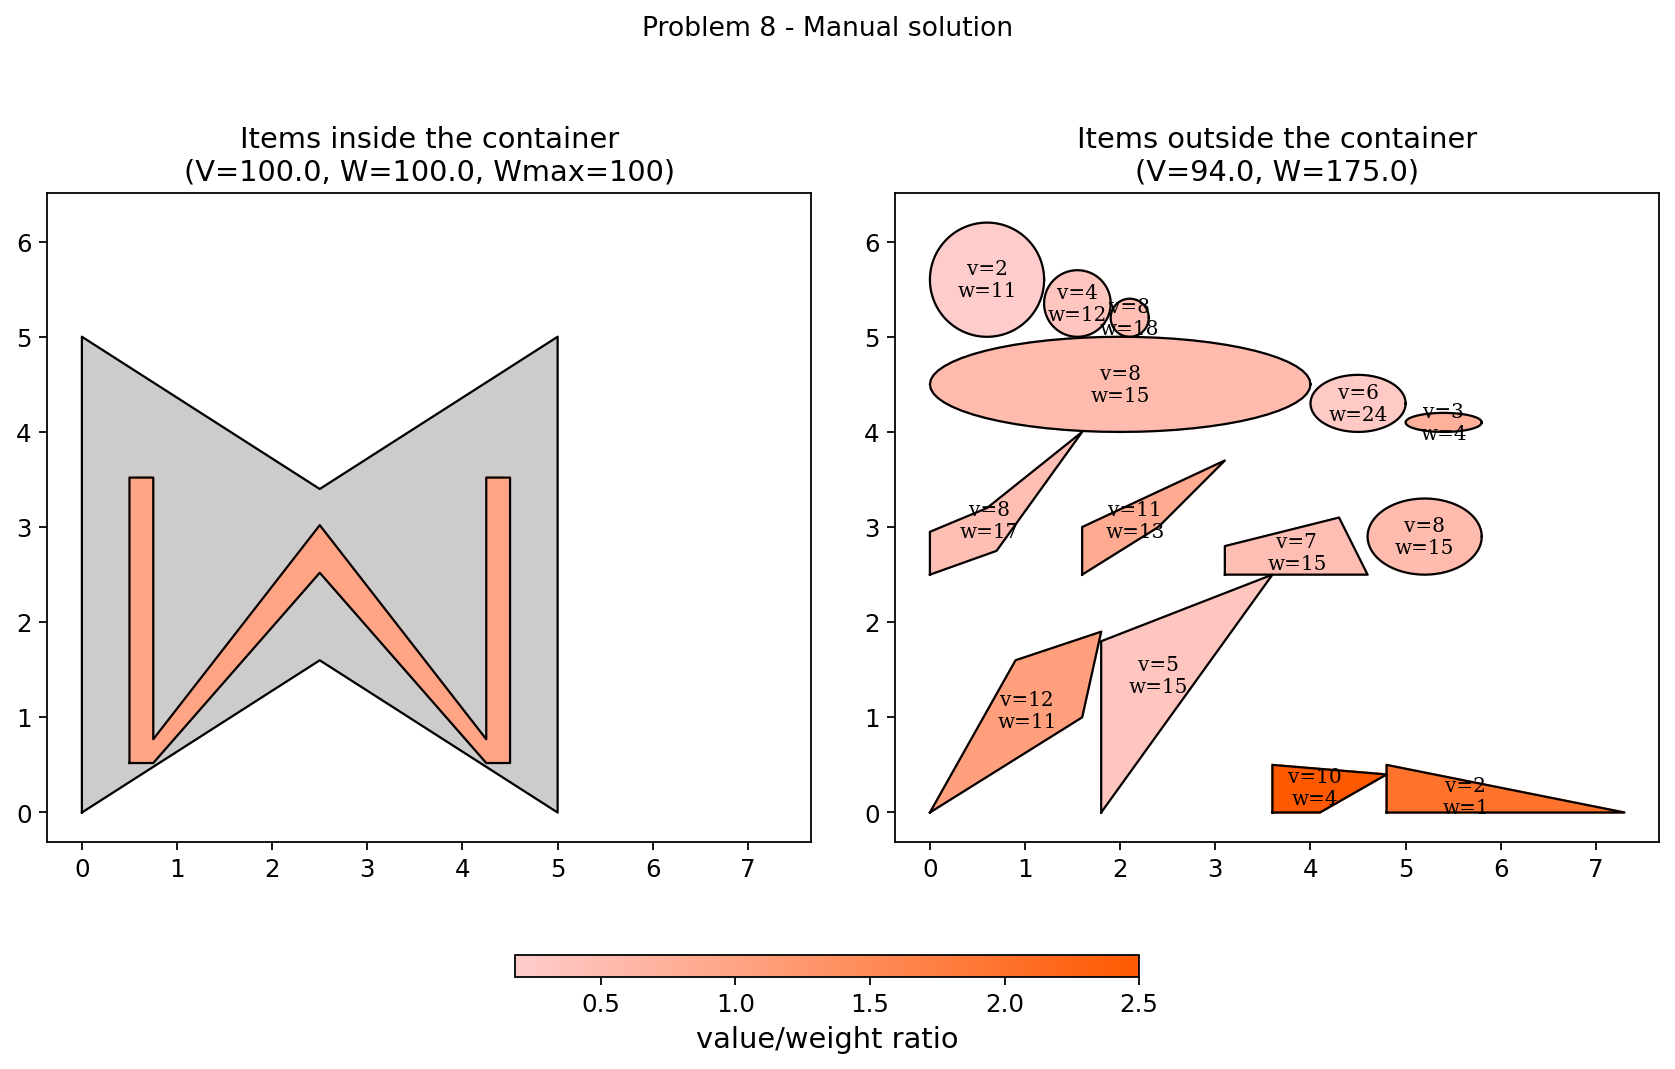 Problem 8 - Manual solution
Items inside the container
(V=100.0, W=100.0, Wmax=100)
6
5
4
3
2
1
0
0 1 2 3 4 5 6 7
Items outside the container
(V=94.0, W=175.0)
6
5
4
3
2
1
0
v=2
w=11
v=4
w=12
v=8
w=18
v=8
w=15
v=6
w=24
v=3
w=4
v=8
w=17
v=11
w=13
v=7
w=15
v=8
w=15
v=12
w=11
v=5
w=15
v=10
w=4
v=2
w=1
0 1 2 3 4 5 6 7
0.5 1.0 1.5 2.0 2.5
value/weight ratio